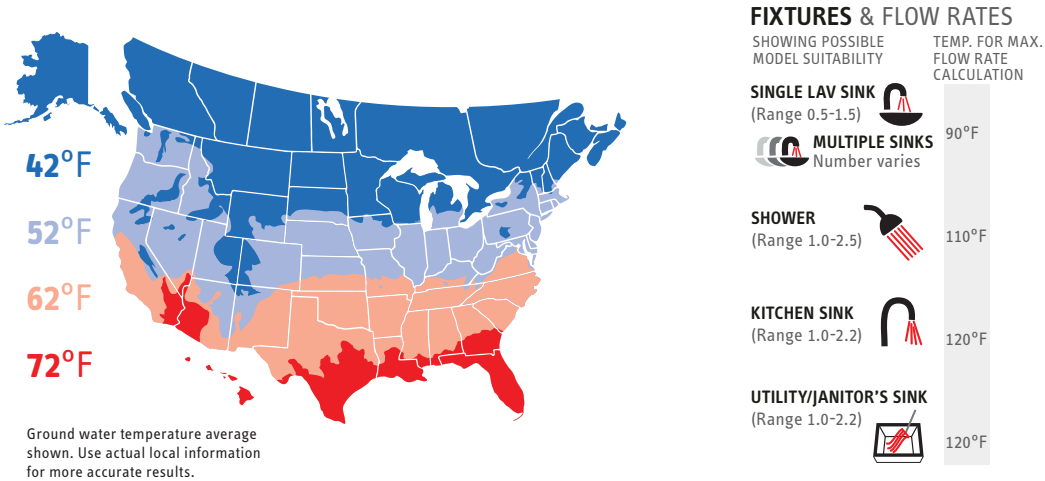 42°F
52°F
62°F
72°F
Ground water temperature average
shown. Use actual local information
for more accurate results.
FIXTURES & FLOW RATES
SHOWING POSSIBLE
MODEL SUITABILITY
TEMP. FOR MAX.
FLOW RATE
CALCULATION
SINGLE LAV SINK
(Range 0.5-1.5)
MULTIPLE SINKS
Number varies
90°F
SHOWER
(Range 1.0-2.5)
110°F
KITCHEN SINK
(Range 1.0-2.2)
120°F
UTILITY/JANITOR'S SINK
(Range 1.0-2.2)
120°F